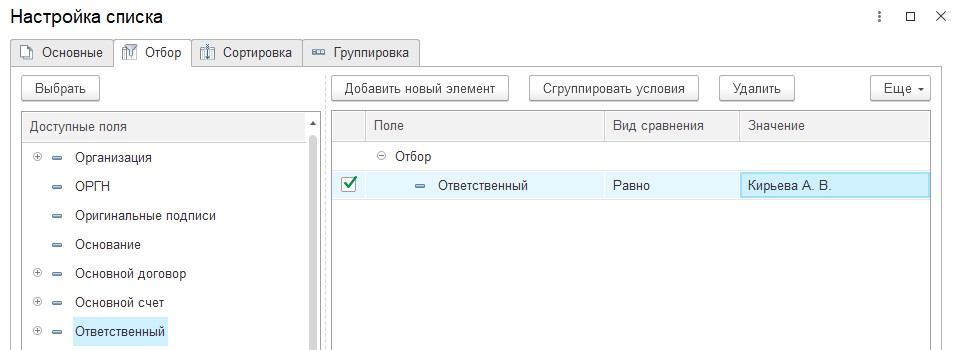 Настройка списка
Основные
Отбор
Сортировка
Группировка
Выбрать
Добавить новый элемент
Сгруппировать условия
Удалить
Еще
Доступные поля
Организация
ОРГН
Оригинальные подписи
Основание
Основной договор
Основной счет
Ответственный
Поле
Вид сравнения
Значение
Отбор
Ответственный
Равно
Кирьева А. В.